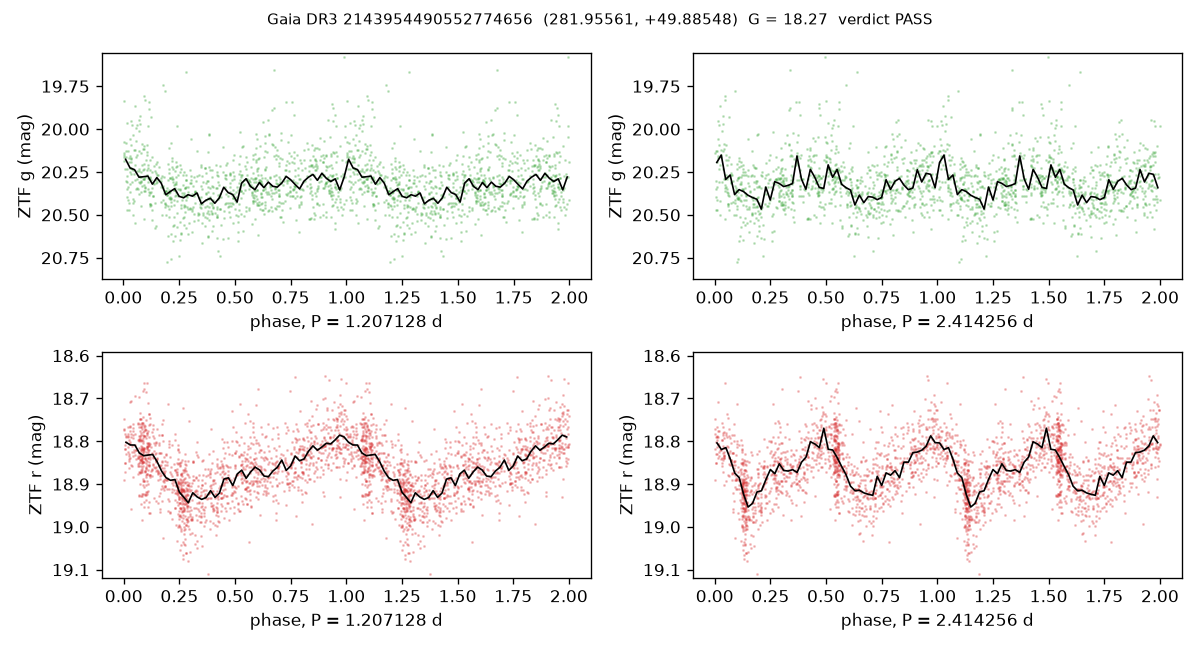 Gaia DR3 2143954490552774656  (281.95561, +49.88548)  G = 18.27  verdict PASS
ZTF g (mag)
19.75
20.00
20.25
20.50
20.75
0.00 0.25 0.50 0.75 1.00 1.25 1.50 1.75 2.00
phase, P = 1.207128 d
ZTF g (mag)
19.75
20.00
20.25
20.50
20.75
0.00 0.25 0.50 0.75 1.00 1.25 1.50 1.75 2.00
phase, P = 2.414256 d
ZTF r (mag)
18.6
18.7
18.8
18.9
19.0
19.1
0.00 0.25 0.50 0.75 1.00 1.25 1.50 1.75 2.00
phase, P = 1.207128 d
ZTF r (mag)
18.6
18.7
18.8
18.9
19.0
19.1
0.00 0.25 0.50 0.75 1.00 1.25 1.50 1.75 2.00
phase, P = 2.414256 d